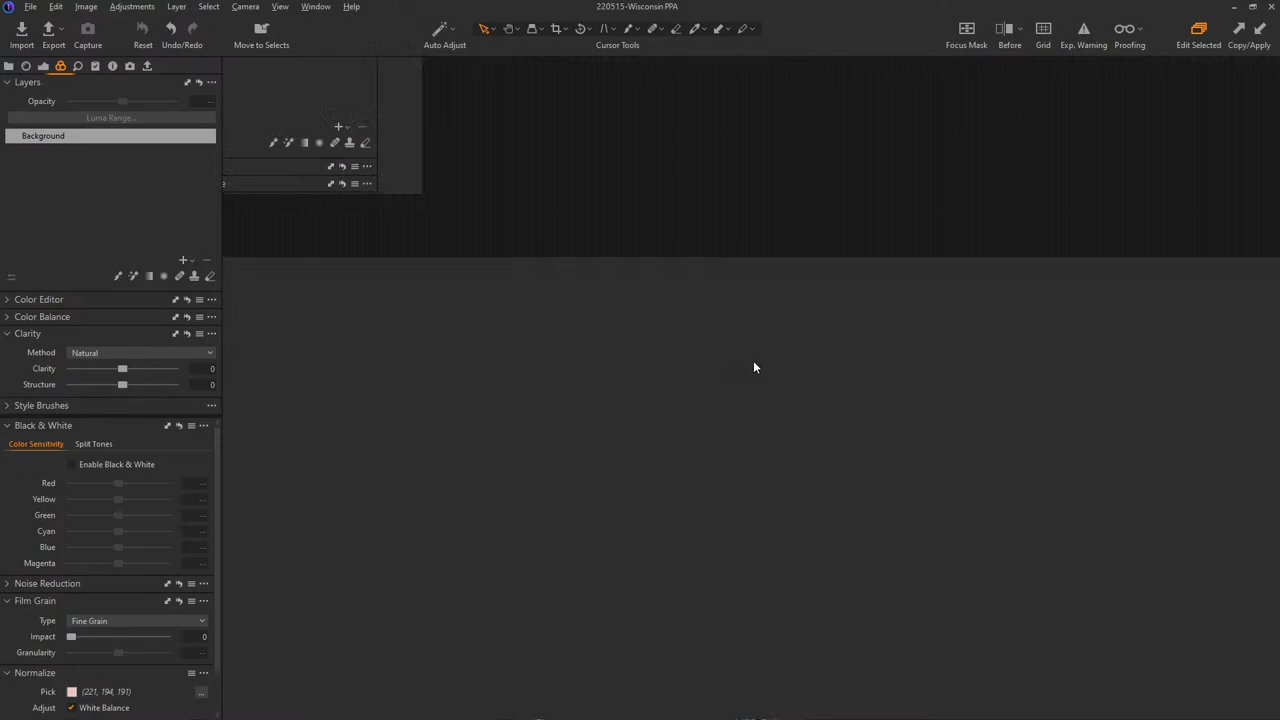 File Edit Image Adjustments Layer Select Camera View Window Help
220515-Wisconsin PPA
Import Export Capture Reset Undo/Redo Move to Selects Auto Adjust Cursor Tools Focus Mask Before Grid Exp. Warning Proofing Edit Selected Copy/Apply
Layers
Opacity --
Luma Range...
Background
Color Editor
Color Balance
Clarity
Method Natural
Clarity 0
Structure 0
Style Brushes
Black & White
Color Sensitivity Split Tones
Enable Black & White
Red --
Yellow --
Green --
Cyan --
Blue --
Magenta --
Noise Reduction
Film Grain
Type Fine Grain
Impact 0
Granularity --
Normalize
Pick (221, 194, 191) ...
Adjust White Balance